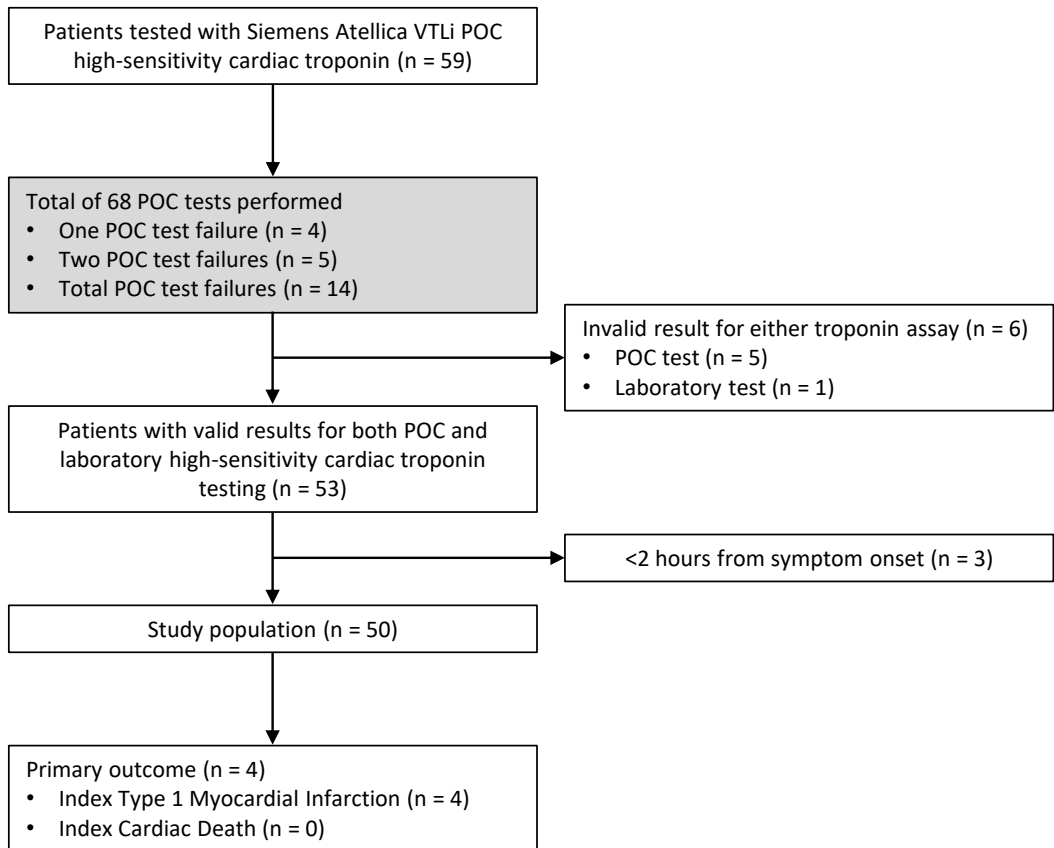 Patients tested with Siemens Atellica VTLi POC
high-sensitivity cardiac troponin (n = 59)
Total of 68 POC tests performed
• One POC test failure (n = 4)
• Two POC test failures (n = 5)
• Total POC test failures (n = 14)
Invalid result for either troponin assay (n = 6)
• POC test (n = 5)
• Laboratory test (n = 1)
Patients with valid results for both POC and
laboratory high-sensitivity cardiac troponin
testing (n = 53)
<2 hours from symptom onset (n = 3)
Study population (n = 50)
Primary outcome (n = 4)
• Index Type 1 Myocardial Infarction (n = 4)
• Index Cardiac Death (n = 0)